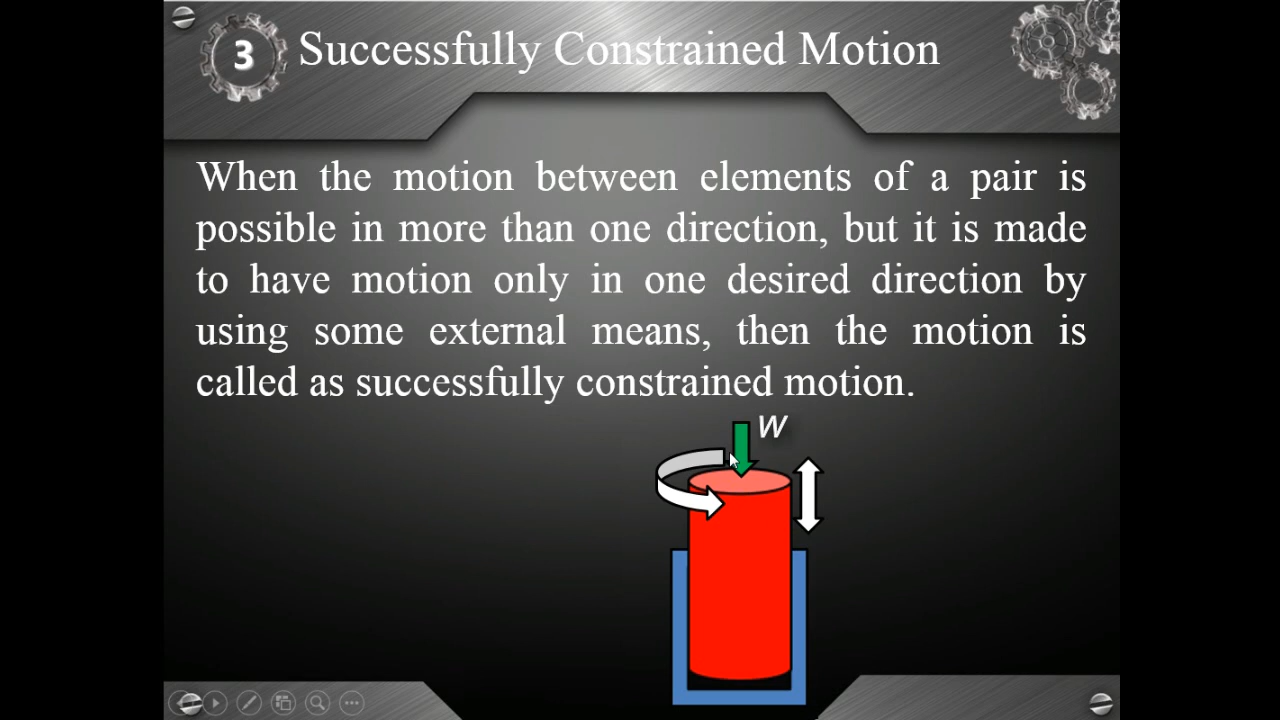 3 Successfully Constrained Motion
When the motion between elements of a pair is
possible in more than one direction, but it is made
to have motion only in one desired direction by
using some external means, then the motion is
called as successfully constrained motion.
W